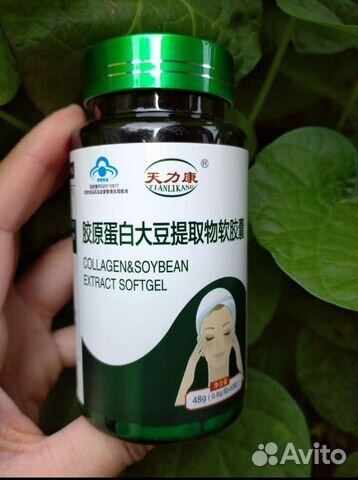 天力康®
TIANLIKANG
胶原蛋白大豆提取物软胶囊
COLLAGEN&SOYBEAN
EXTRACT SOFTGEL
净含量
48g
Avito